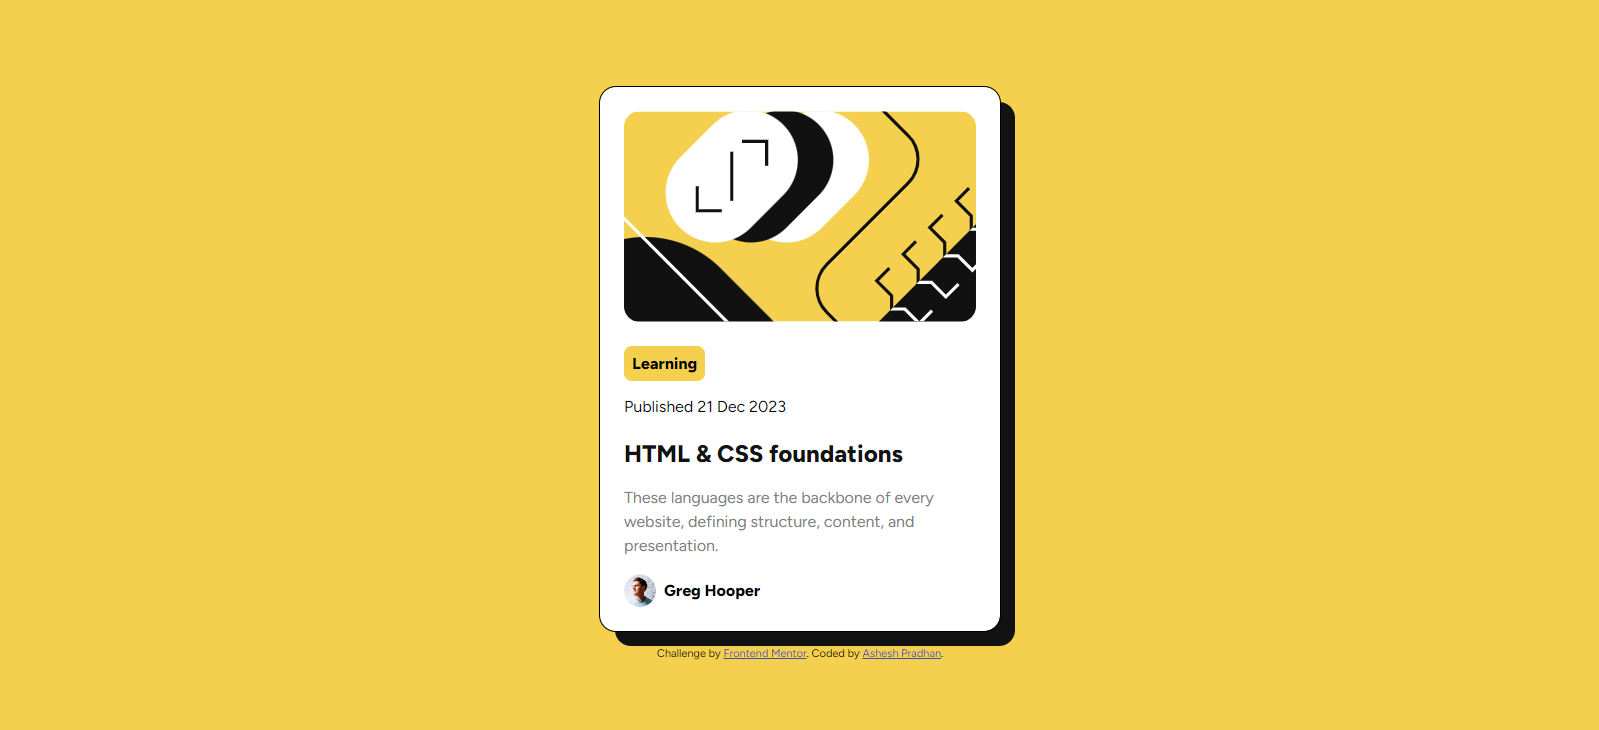 Learning
Published 21 Dec 2023
HTML & CSS foundations
These languages are the backbone of every
website, defining structure, content, and
presentation.
Greg Hooper
Challenge by Frontend Mentor. Coded by Ashesh Pradhan.